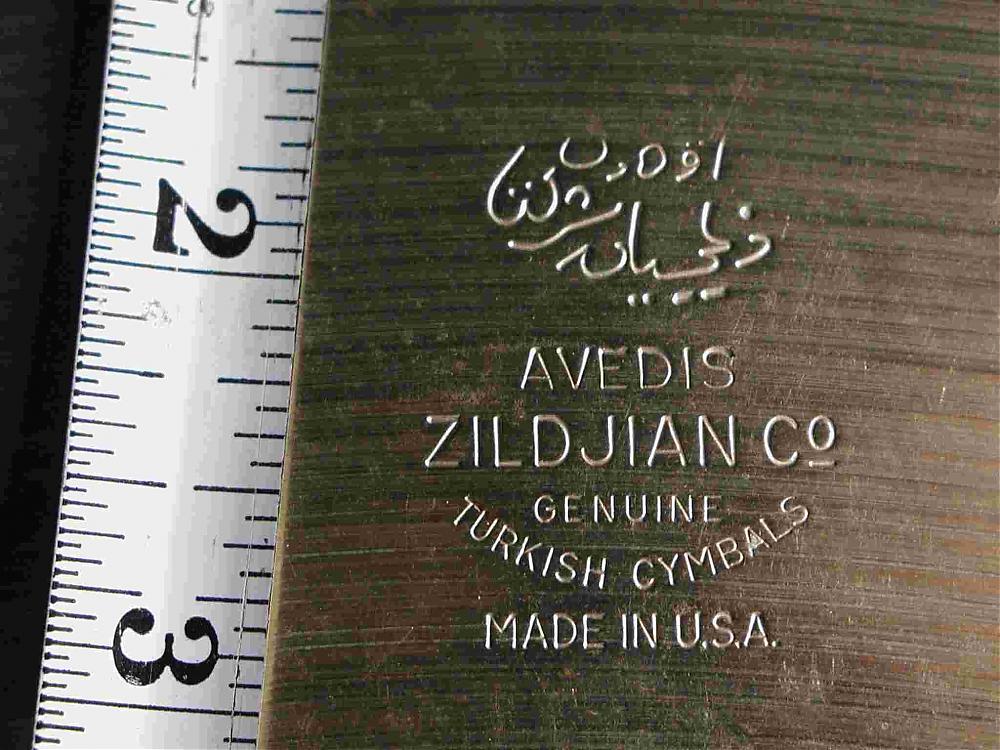 2
3
AVEDIS
ZILDJIAN Cº
GENUINE
TURKISH CYMBALS
MADE IN U.S.A.